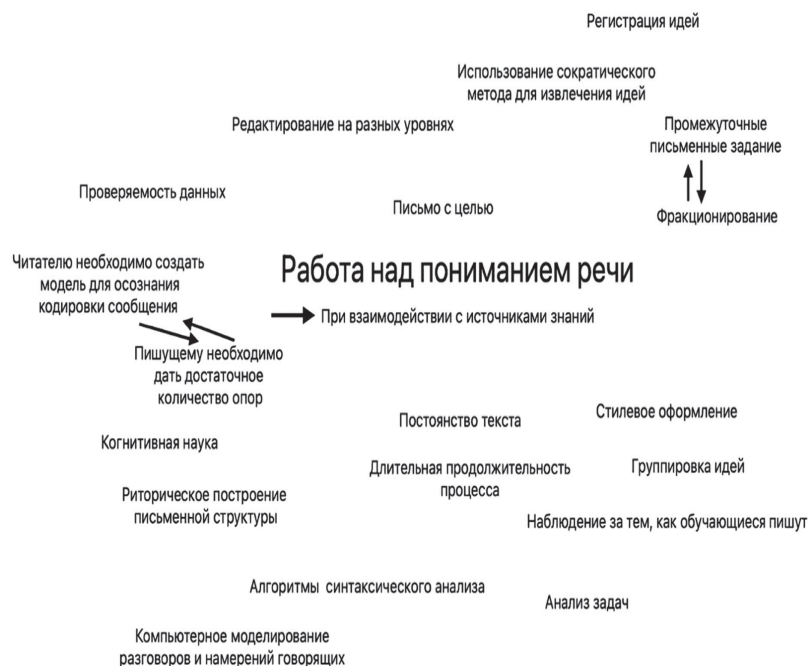 Регистрация идей
Использование сократического
метода для извлечения идей
Редактирование на разных уровнях
Промежуточные
письменные задание
Проверяемость данных
Письмо с целью
Фракционирование
Читателю необходимо создать
модель для осознания
кодировки сообщения
Работа над пониманием речи
При взаимодействии с источниками знаний
Пишущему необходимо
дать достаточное
количество опор
Постоянство текста
Стилевое оформление
Когнитивная наука
Длительная продолжительность
процесса
Группировка идей
Риторическое построение
письменной структуры
Наблюдение за тем, как обучающиеся пишут
Алгоритмы синтаксического анализа
Анализ задач
Компьютерное моделирование
разговоров и намерений говорящих